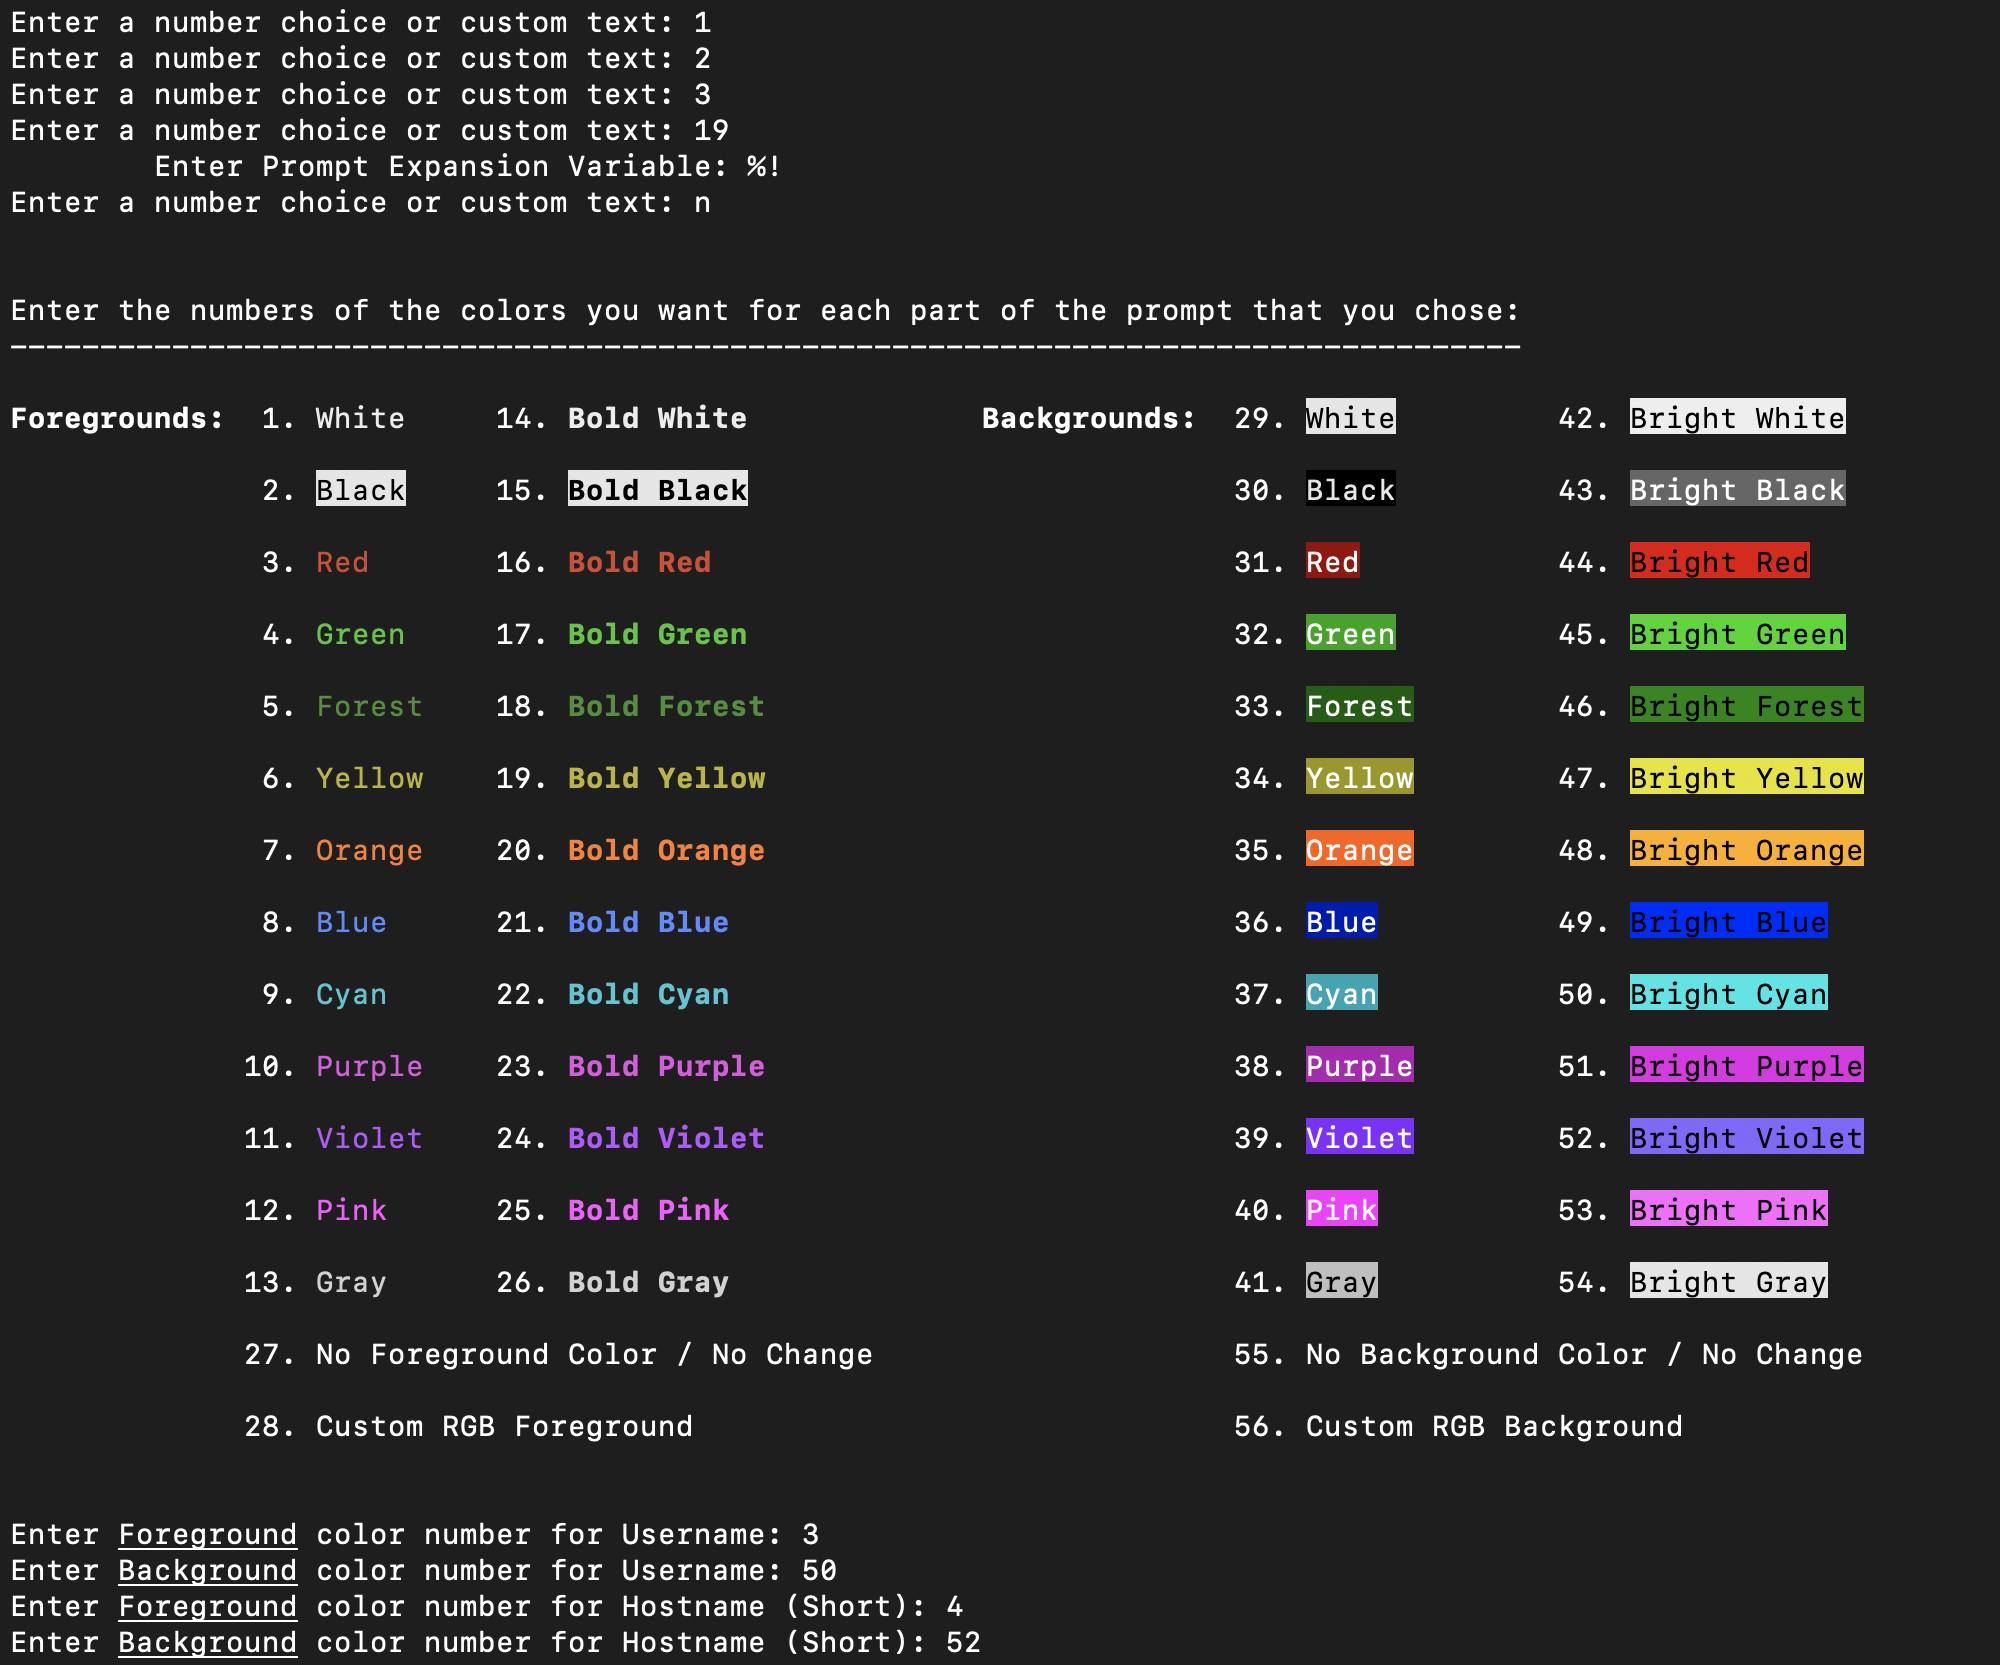 Enter a number choice or custom text: 1
Enter a number choice or custom text: 2
Enter a number choice or custom text: 3
Enter a number choice or custom text: 19
Enter Prompt Expansion Variable: %!
Enter a number choice or custom text: n
Enter the numbers of the colors you want for each part of the prompt that you chose:
------------------------------------------------------------------------------------
Foregrounds: 1. White 14. Bold White Backgrounds: 29. White 42. Bright White
2. Black 15. Bold Black 30. Black 43. Bright Black
3. Red 16. Bold Red 31. Red 44. Bright Red
4. Green 17. Bold Green 32. Green 45. Bright Green
5. Forest 18. Bold Forest 33. Forest 46. Bright Forest
6. Yellow 19. Bold Yellow 34. Yellow 47. Bright Yellow
7. Orange 20. Bold Orange 35. Orange 48. Bright Orange
8. Blue 21. Bold Blue 36. Blue 49. Bright Blue
9. Cyan 22. Bold Cyan 37. Cyan 50. Bright Cyan
10. Purple 23. Bold Purple 38. Purple 51. Bright Purple
11. Violet 24. Bold Violet 39. Violet 52. Bright Violet
12. Pink 25. Bold Pink 40. Pink 53. Bright Pink
13. Gray 26. Bold Gray 41. Gray 54. Bright Gray
27. No Foreground Color / No Change 55. No Background Color / No Change
28. Custom RGB Foreground 56. Custom RGB Background
Enter Foreground color number for Username: 3
Enter Background color number for Username: 50
Enter Foreground color number for Hostname (Short): 4
Enter Background color number for Hostname (Short): 52